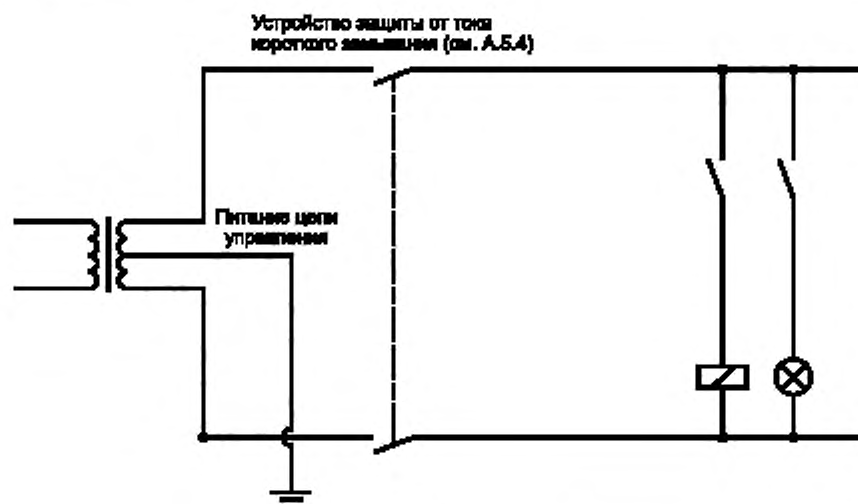 Устройство защиты от тока
короткого замыкания (см. А.5.4)
Питание цепи
управления